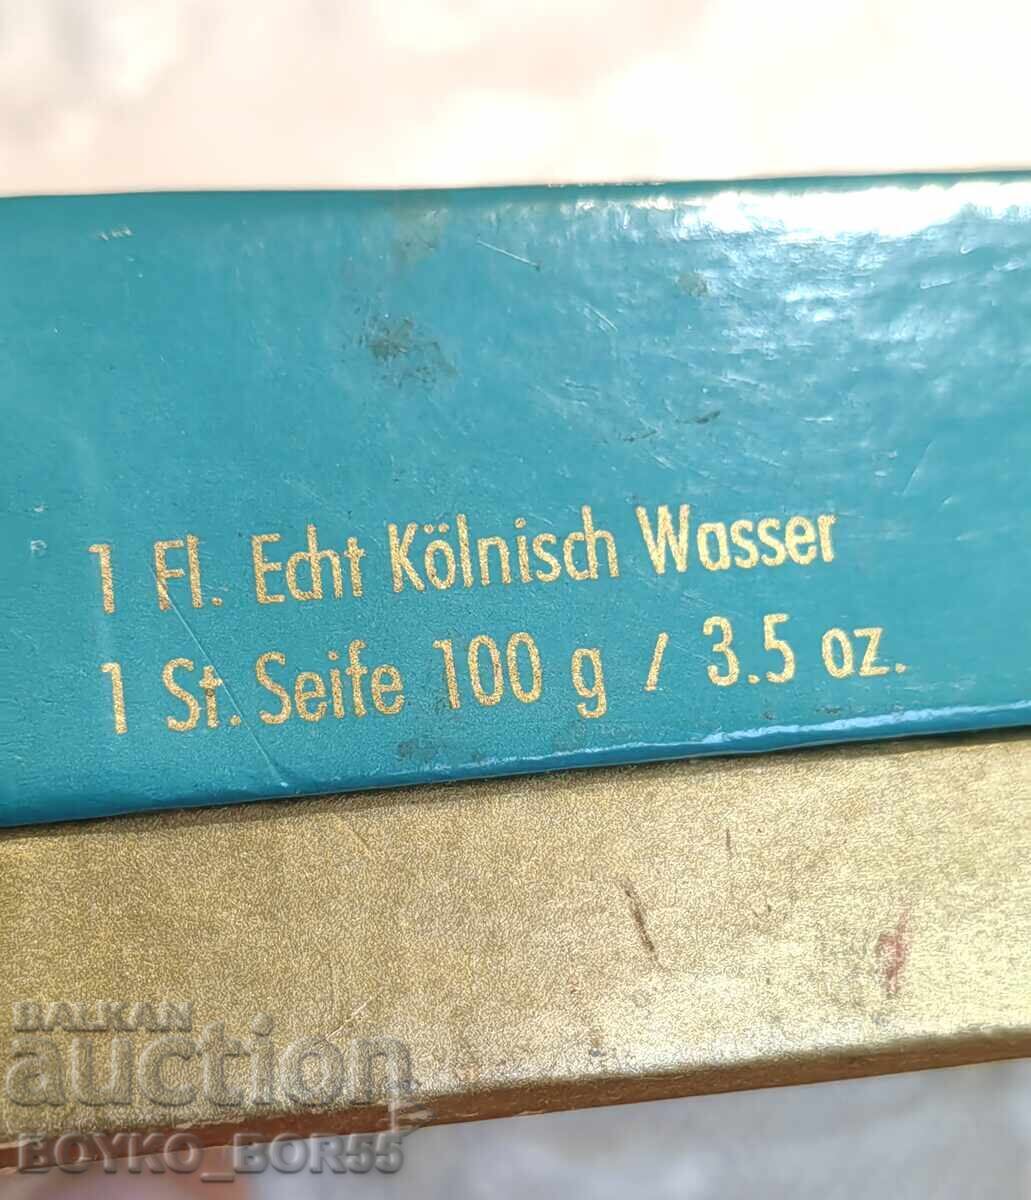 1 Fl. Echt Kölnisch Wasser
1 St. Seife 100 g / 3.5 oz.
BALKAN
auction
BOYKO_BOR55